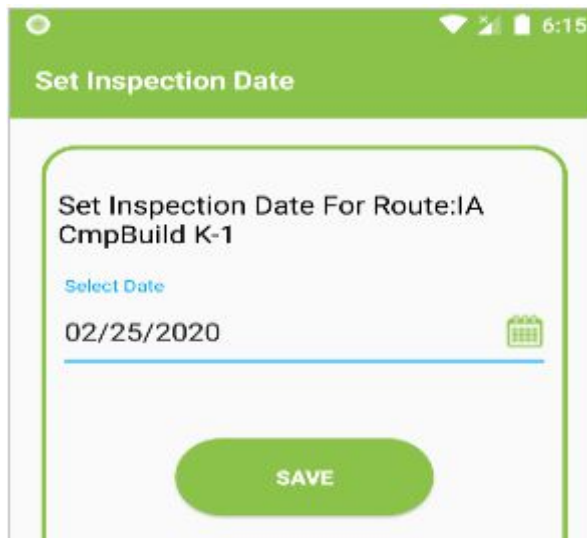 6:15
Set Inspection Date
Set Inspection Date For Route:IA
CmpBuild K-1
Select Date
02/25/2020
SAVE